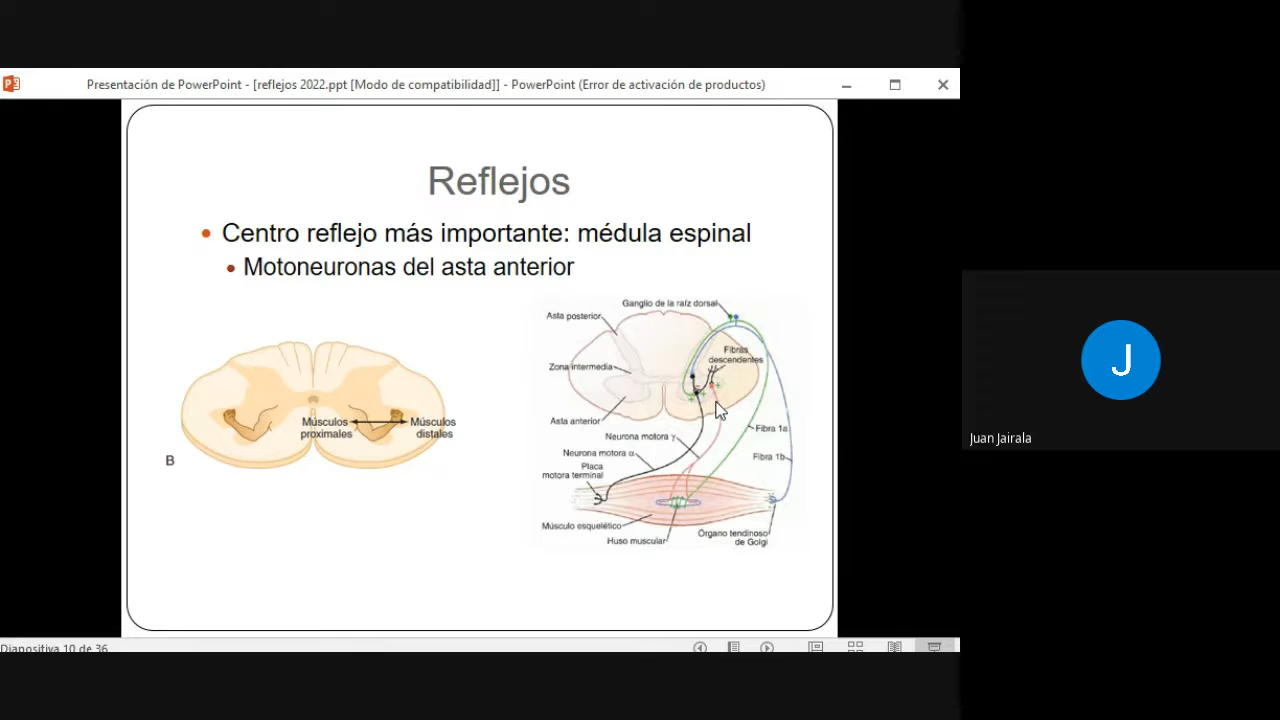 Presentación de PowerPoint - [reflejos 2022.ppt [Modo de compatibilidad]] - PowerPoint (Error de activación de productos)
Reflejos
• Centro reflejo más importante: médula espinal
• Motoneuronas del asta anterior
Músculos
proximales
Músculos
distales
B
Ganglio de la raíz dorsal
Asta posterior
Fibras
descendentes
Zona intermedia
Asta anterior
Fibra 1a
Neurona motora γ
Neurona motora α
Fibra 1b
Placa
motora terminal
Músculo esquelético
Huso muscular
Órgano tendinoso
de Golgi
Diapositiva 10 de 36
J
Juan Jairala